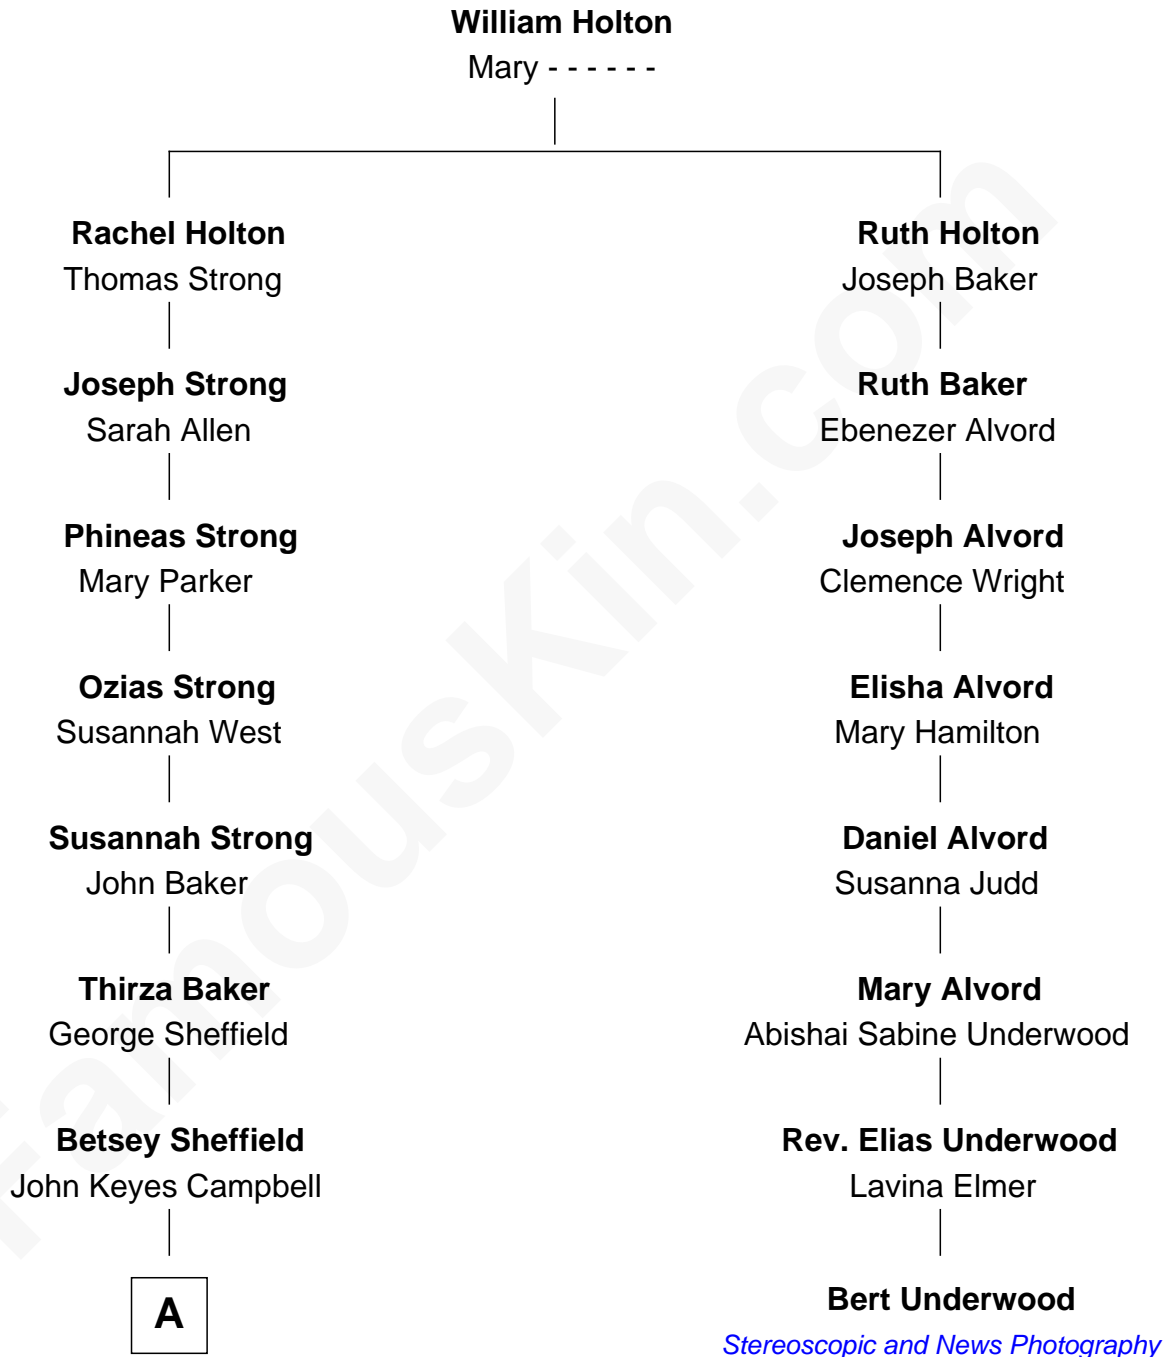 William Holton
Mary - - - - - -
Rachel Holton
Thomas Strong
Ruth Holton
Joseph Baker
Joseph Strong
Sarah Allen
Ruth Baker
Ebenezer Alvord
Phineas Strong
Mary Parker
Joseph Alvord
Clemence Wright
Ozias Strong
Susannah West
Elisha Alvord
Mary Hamilton
Susannah Strong
John Baker
Daniel Alvord
Susanna Judd
Thirza Baker
George Sheffield
Mary Alvord
Abishai Sabine Underwood
Betsey Sheffield
John Keyes Campbell
Rev. Elias Underwood
Lavina Elmer
A
Bert Underwood
Stereoscopic and News Photography
FamousKin.com